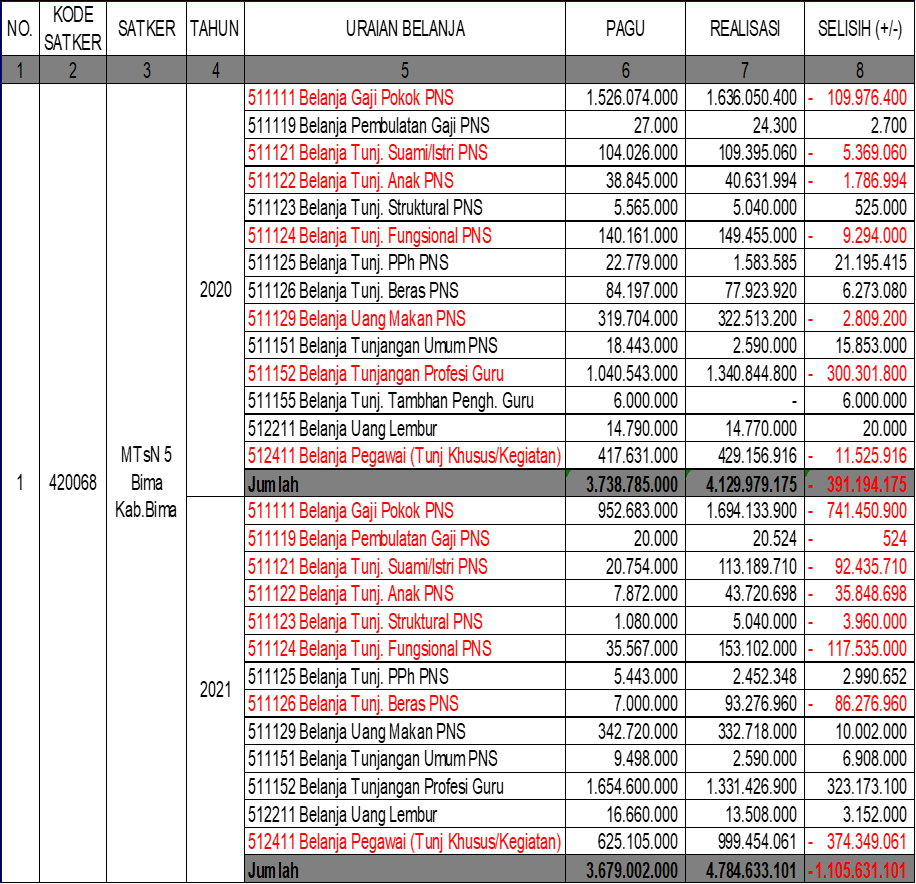 NO. KODE SATKER SATKER TAHUN URAIAN BELANJA PAGU REALISASI SELISIH (+/-)
1 2 3 4 5 6 7 8
1 420068 MTsN 5 Bima Kab.Bima
2020
511111 Belanja Gaji Pokok PNS 1.526.074.000 1.636.050.400 - 109.976.400
511119 Belanja Pembulatan Gaji PNS 27.000 24.300 2.700
511121 Belanja Tunj. Suami/Istri PNS 104.026.000 109.395.060 - 5.369.060
511122 Belanja Tunj. Anak PNS 38.845.000 40.631.994 - 1.786.994
511123 Belanja Tunj. Struktural PNS 5.565.000 5.040.000 525.000
511124 Belanja Tunj. Fungsional PNS 140.161.000 149.455.000 - 9.294.000
511125 Belanja Tunj. PPh PNS 22.779.000 1.583.585 21.195.415
511126 Belanja Tunj. Beras PNS 84.197.000 77.923.920 6.273.080
511129 Belanja Uang Makan PNS 319.704.000 322.513.200 - 2.809.200
511151 Belanja Tunjangan Umum PNS 18.443.000 2.590.000 15.853.000
511152 Belanja Tunjangan Profesi Guru 1.040.543.000 1.340.844.800 - 300.301.800
511155 Belanja Tunj. Tambhan Pengh. Guru 6.000.000 - 6.000.000
512211 Belanja Uang Lembur 14.790.000 14.770.000 20.000
512411 Belanja Pegawai (Tunj Khusus/Kegiatan) 417.631.000 429.156.916 - 11.525.916
Jumlah 3.738.785.000 4.129.979.175 - 391.194.175
2021
511111 Belanja Gaji Pokok PNS 952.683.000 1.694.133.900 - 741.450.900
511119 Belanja Pembulatan Gaji PNS 20.000 20.524 - 524
511121 Belanja Tunj. Suami/Istri PNS 20.754.000 113.189.710 - 92.435.710
511122 Belanja Tunj. Anak PNS 7.872.000 43.720.698 - 35.848.698
511123 Belanja Tunj. Struktural PNS 1.080.000 5.040.000 - 3.960.000
511124 Belanja Tunj. Fungsional PNS 35.567.000 153.102.000 - 117.535.000
511125 Belanja Tunj. PPh PNS 5.443.000 2.452.348 2.990.652
511126 Belanja Tunj. Beras PNS 7.000.000 93.276.960 - 86.276.960
511129 Belanja Uang Makan PNS 342.720.000 332.718.000 10.002.000
511151 Belanja Tunjangan Umum PNS 9.498.000 2.590.000 6.908.000
511152 Belanja Tunjangan Profesi Guru 1.654.600.000 1.331.426.900 323.173.100
512211 Belanja Uang Lembur 16.660.000 13.508.000 3.152.000
512411 Belanja Pegawai (Tunj Khusus/Kegiatan) 625.105.000 999.454.061 - 374.349.061
Jumlah 3.679.002.000 4.784.633.101 -1.105.631.101